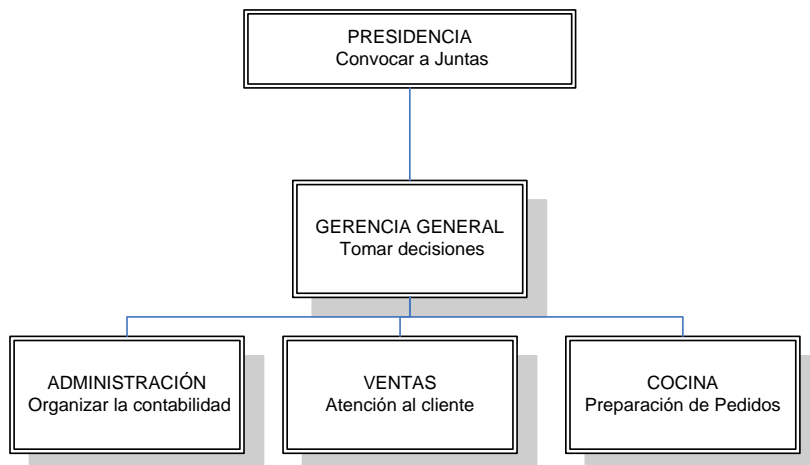 PRESIDENCIA
Convocar a Juntas
GERENCIA GENERAL
Tomar decisiones
ADMINISTRACIÓN
Organizar la contabilidad
VENTAS
Atención al cliente
COCINA
Preparación de Pedidos